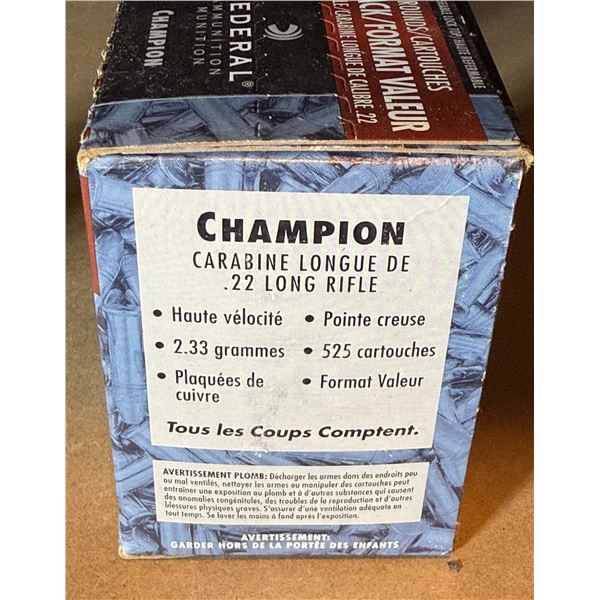 CHAMPION
FEDERAL
AMMUNITION
MUNITION
CARTOUCHES
FORMAT VALEUR
CARABINE LONGUE DE CALIBRE .22
CHAMPION
CARABINE LONGUE DE
.22 LONG RIFLE
• Haute vélocité • Pointe creuse
• 2.33 grammes • 525 cartouches
• Plaquées de cuivre • Format Valeur
Tous les Coups Comptent.
AVERTISSEMENT PLOMB: Décharger les armes dans des endroits peu
ou mal ventilés, nettoyer les armes ou manipuler des cartouches peut
entraîner une exposition au plomb et à d'autres substances qui causent
des anomalies congénitales, des troubles de la reproduction et d'autres
blessures physiques graves. S'assurer d'une ventilation adéquate en
tout temps. Se laver les mains à fond après l'exposition.
AVERTISSEMENT:
GARDER HORS DE LA PORTÉE DES ENFANTS